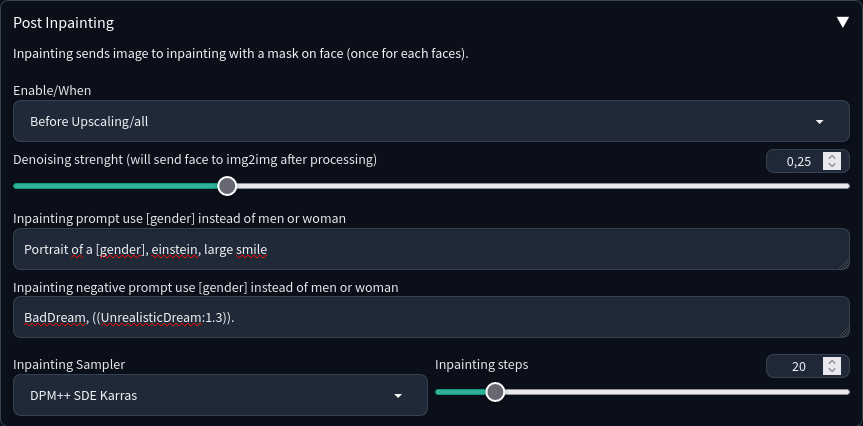 Post Inpainting
Inpainting sends image to inpainting with a mask on face (once for each faces).
Enable/When
Before Upscaling/all
Denoising strenght (will send face to img2img after processing)
0,25
Inpainting prompt use [gender] instead of men or woman
Portrait of a [gender], einstein, large smile
Inpainting negative prompt use [gender] instead of men or woman
BadDream, ((UnrealisticDream:1.3)).
Inpainting Sampler
DPM++ SDE Karras
Inpainting steps
20